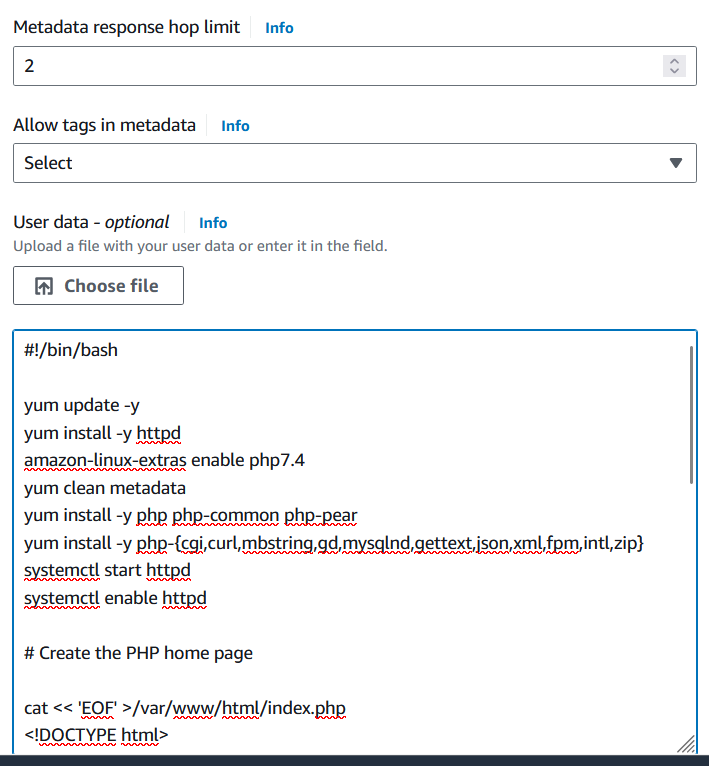 Metadata response hop limit Info
2
Allow tags in metadata Info
Select
User data - optional Info
Upload a file with your user data or enter it in the field.
Choose file
#!/bin/bash
yum update -y
yum install -y httpd
amazon-linux-extras enable php7.4
yum clean metadata
yum install -y php php-common php-pear
yum install -y php-{cgi,curl,mbstring,gd,mysqlnd,gettext,json,xml,fpm,intl,zip}
systemctl start httpd
systemctl enable httpd
# Create the PHP home page
cat << 'EOF' >/var/www/html/index.php
<!DOCTYPE html>